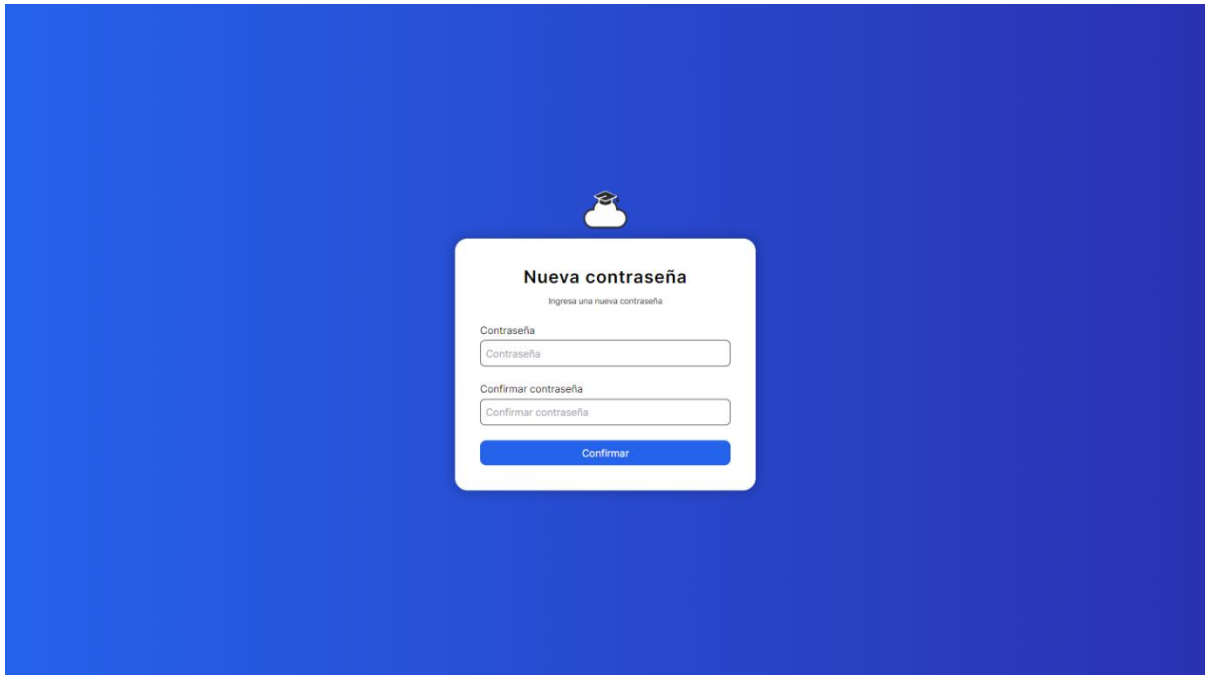 Nueva contraseña
Ingresa una nueva contraseña
Contraseña
Contraseña
Confirmar contraseña
Confirmar contraseña
Confirmar